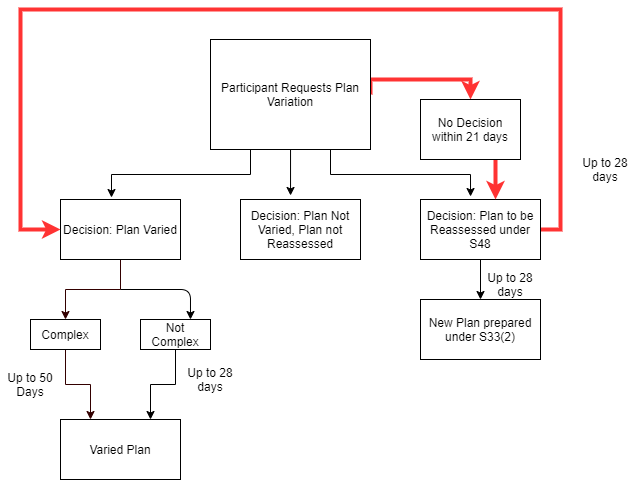 Participant Requests Plan
Variation
No Decision
within 21 days
Up to 28
days
Decision: Plan Varied
Decision: Plan Not
Varied, Plan not
Reassessed
Decision: Plan to be
Reassessed under
S48
Up to 28
days
Complex
Not
Complex
New Plan prepared
under S33(2)
Up to 50
Days
Up to 28
days
Varied Plan